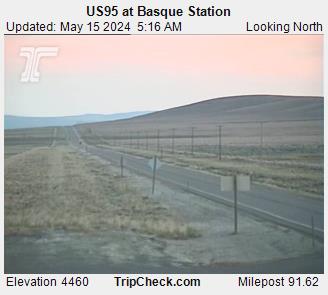 US95 at Basque Station
Updated: May 15 2024 5:16 AM Looking North
Elevation 4460 TripCheck.com Milepost 91.62